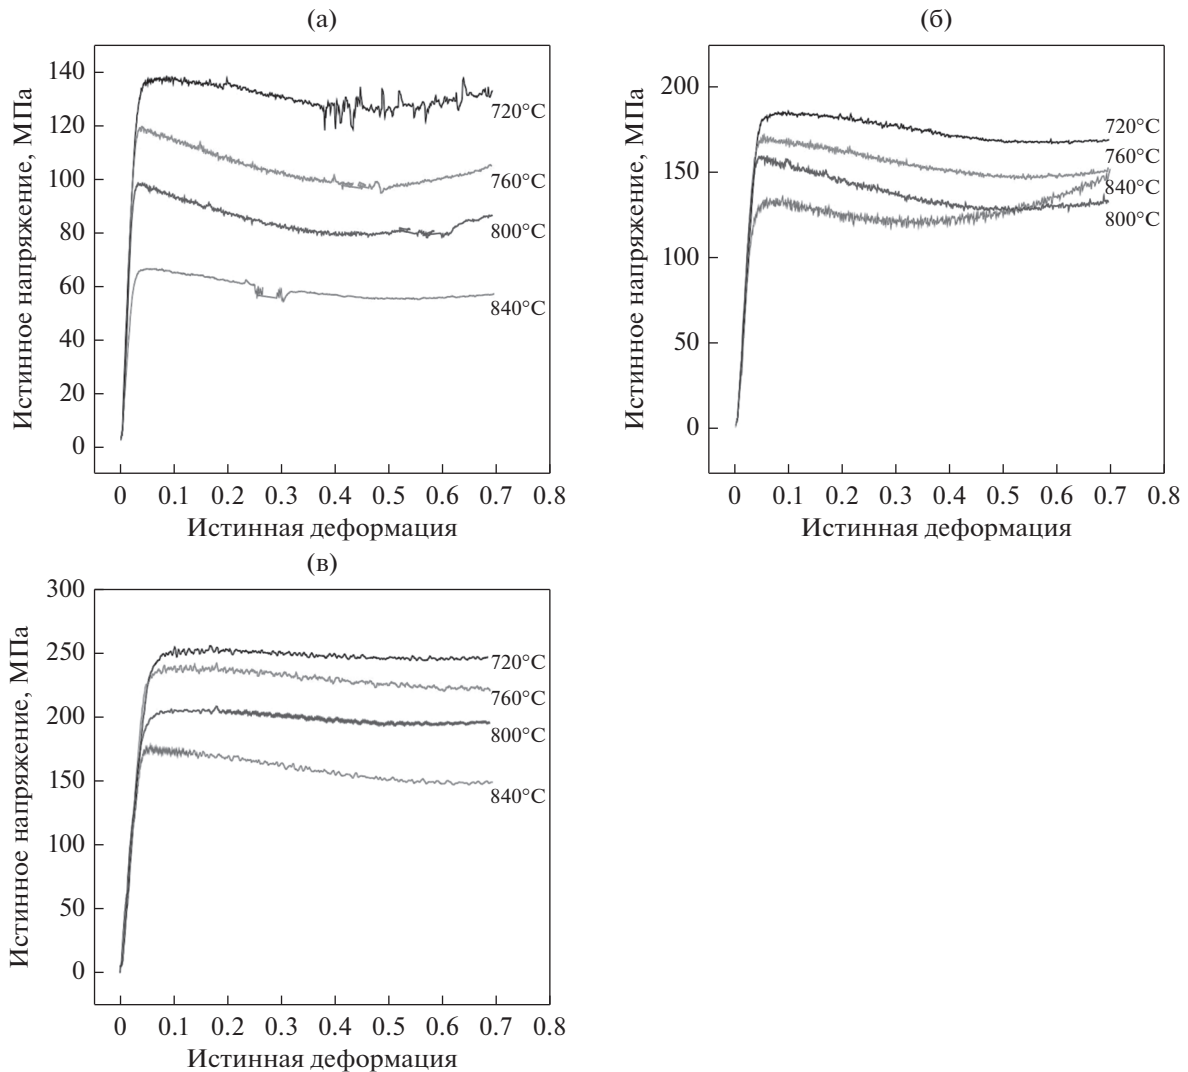 (а)
Истинное напряжение, МПа
140
120
100
80
60
40
20
0
720°C
760°C
800°C
840°C
0 0.1 0.2 0.3 0.4 0.5 0.6 0.7 0.8
Истинная деформация
(б)
Истинное напряжение, МПа
200
150
100
50
0
720°C
760°C
840°C
800°C
0 0.1 0.2 0.3 0.4 0.5 0.6 0.7 0.8
Истинная деформация
(в)
Истинное напряжение, МПа
300
250
200
150
100
50
0
720°C
760°C
800°C
840°C
0 0.1 0.2 0.3 0.4 0.5 0.6 0.7 0.8
Истинная деформация